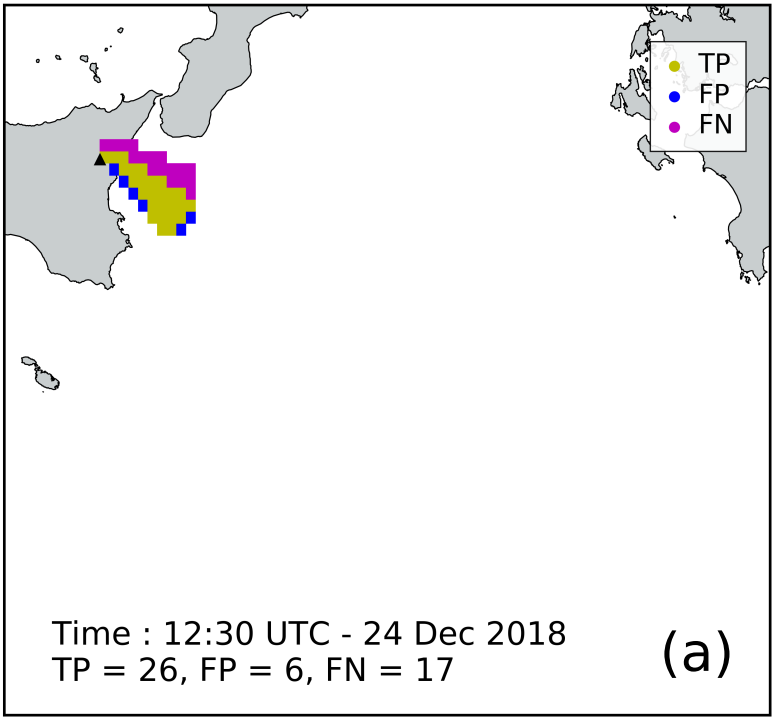 TP
FP
FN
Time : 12:30 UTC - 24 Dec 2018
TP = 26, FP = 6, FN = 17
(a)